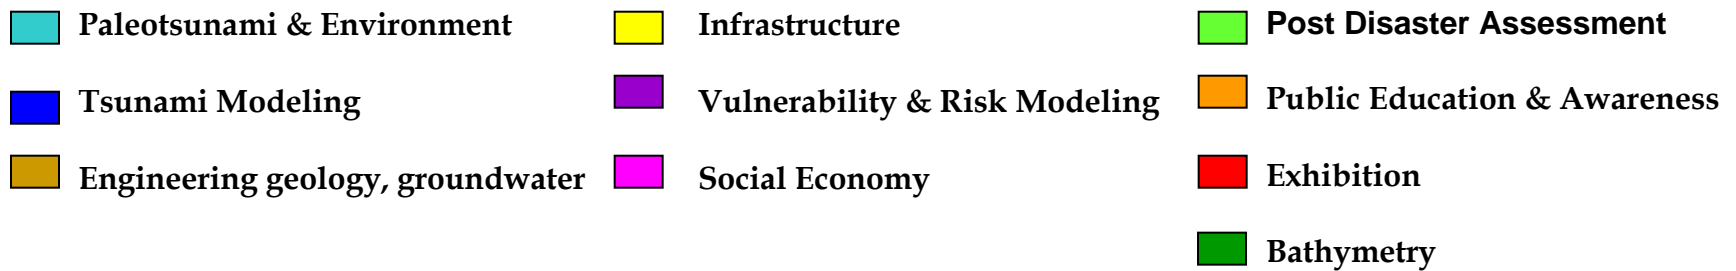 Paleotsunami & Environment
Tsunami Modeling
Engineering geology, groundwater
Infrastructure
Vulnerability & Risk Modeling
Social Economy
Post Disaster Assessment
Public Education & Awareness
Exhibition
Bathymetry